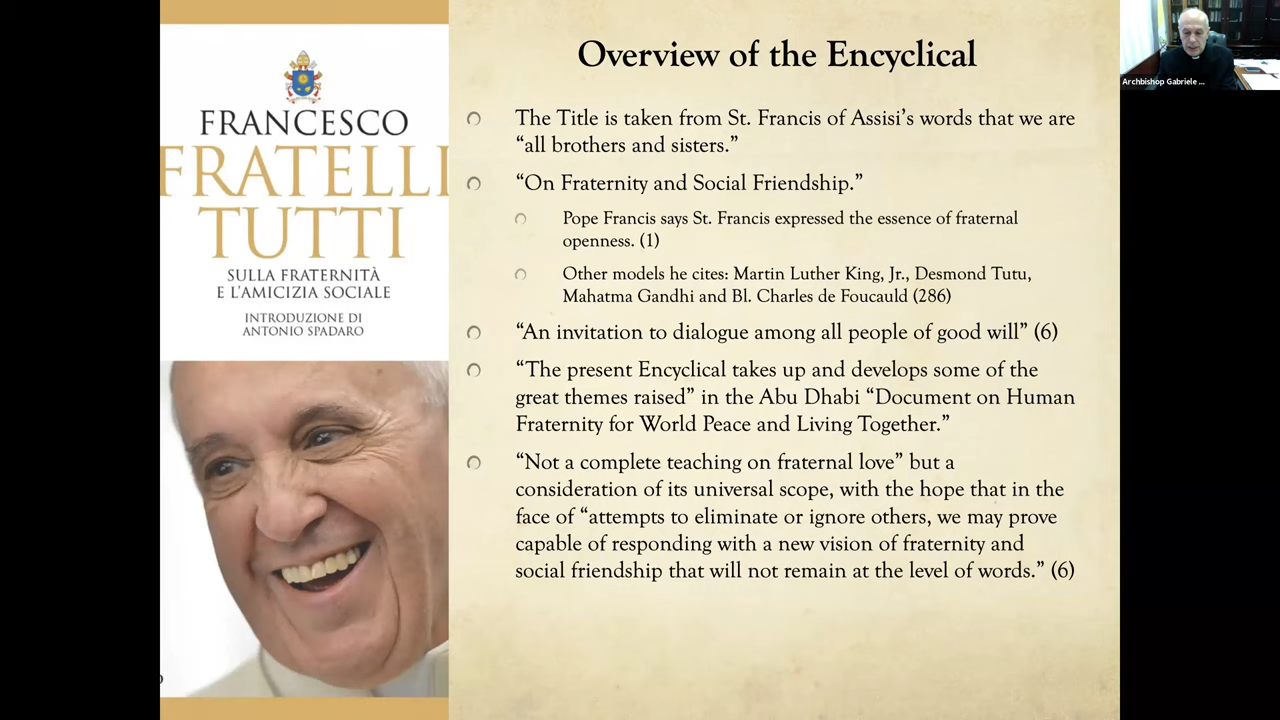 FRANCESCO
FRATELLI
TUTTI
SULLA FRATERNITÀ
E L'AMICIZIA SOCIALE
INTRODUZIONE DI
ANTONIO SPADARO
Overview of the Encyclical
The Title is taken from St. Francis of Assisi's words that we are
“all brothers and sisters.”
“On Fraternity and Social Friendship.”
Pope Francis says St. Francis expressed the essence of fraternal
openness. (1)
Other models he cites: Martin Luther King, Jr., Desmond Tutu,
Mahatma Gandhi and Bl. Charles de Foucauld (286)
“An invitation to dialogue among all people of good will” (6)
“The present Encyclical takes up and develops some of the
great themes raised” in the Abu Dhabi “Document on Human
Fraternity for World Peace and Living Together.”
“Not a complete teaching on fraternal love” but a
consideration of its universal scope, with the hope that in the
face of “attempts to eliminate or ignore others, we may prove
capable of responding with a new vision of fraternity and
social friendship that will not remain at the level of words.” (6)
Archbishop Gabriele ...